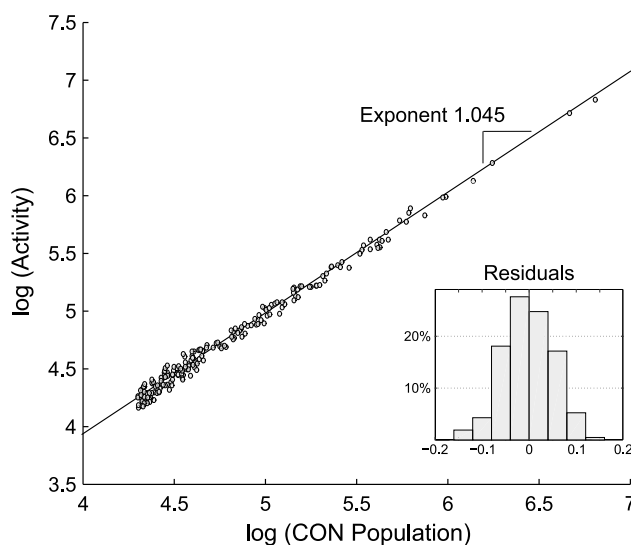 7.5
7
6.5
6
5.5
5
4.5
4
3.5
log (Activity)
Exponent 1.045
Residuals
20%
10%
−0.2 −0.1 0 0.1 0.2
4 4.5 5 5.5 6 6.5 7
log (CON Population)